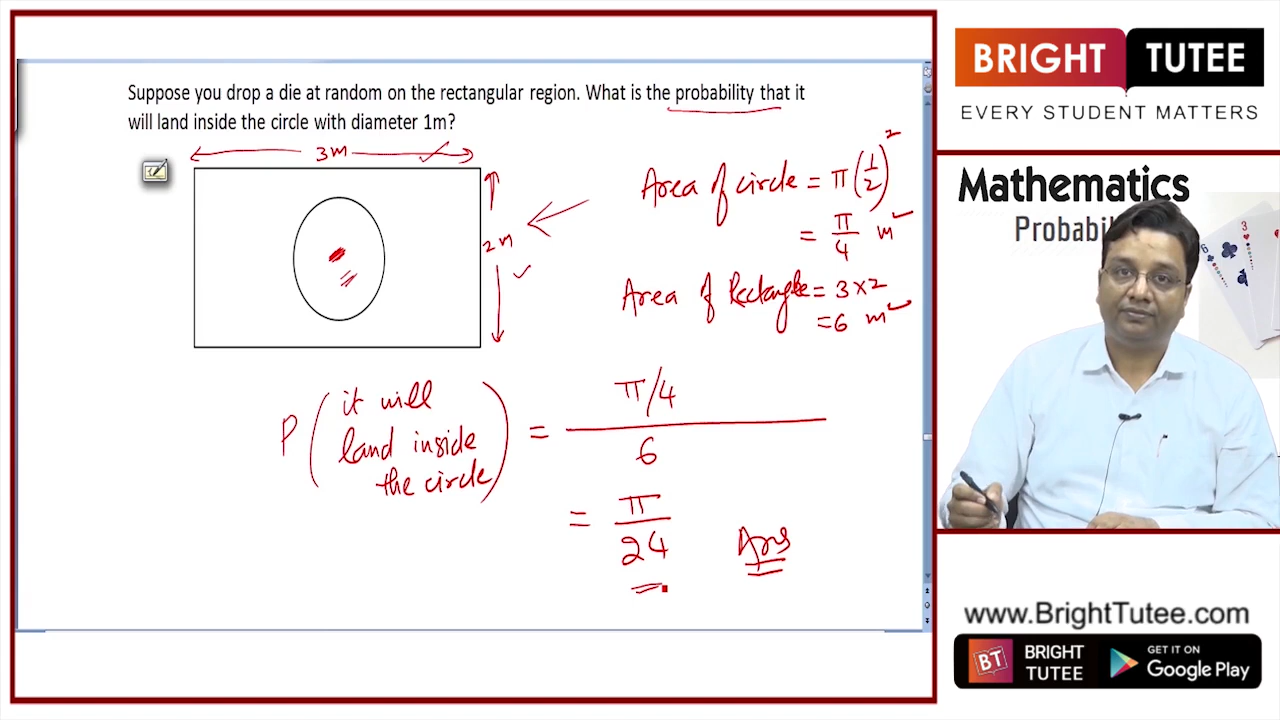 Suppose you drop a die at random on the rectangular region. What is the probability that it
will land inside the circle with diameter 1m?
3m
2m
Area of circle = π(1/2)²
= π/4 m²
Area of Rectangle = 3×2
= 6 m²
P(it will
land inside
the circle) = π/4
6
= π/24 Ans
BRIGHT TUTEE
EVERY STUDENT MATTERS
Mathematics
Probabil
6
3
www.BrightTutee.com
BT
BRIGHT
TUTEE
GET IT ON
Google Play